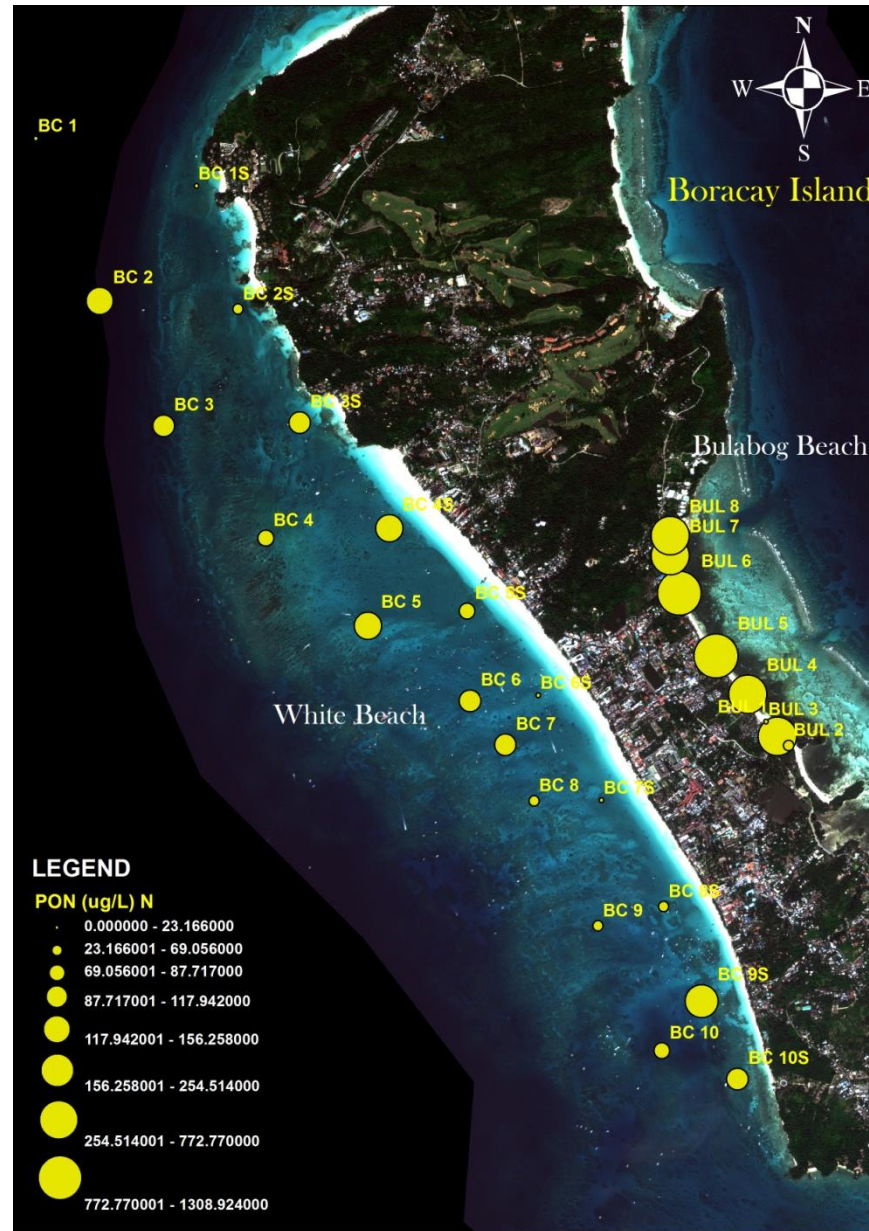 N
W E
S
Boracay Island
BC 1
BC 1S
BC 2
BC 2S
BC 3
BC 3S
Bulabog Beach
BC 4
BC 4S
BUL 8
BUL 7
BUL 6
BC 5
BC 5S
BUL 5
BUL 4
BC 6
BC 6S
White Beach
BUL 1
BUL 3
BUL 2
BC 7
BC 8
BC 7S
BC 9
BC 8S
BC 9S
BC 10
BC 10S
LEGEND
PON (ug/L) N
0.000000 - 23.166000
23.166001 - 69.056000
69.056001 - 87.717000
87.717001 - 117.942000
117.942001 - 156.258000
156.258001 - 254.514000
254.514001 - 772.770000
772.770001 - 1308.924000